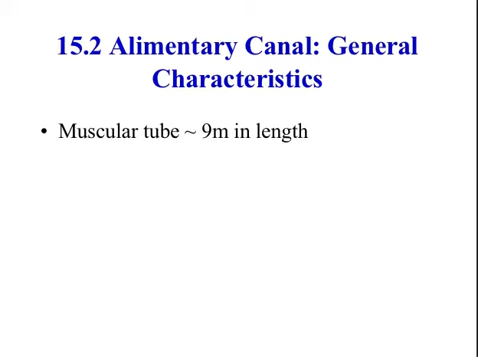 15.2 Alimentary Canal: General
Characteristics
• Muscular tube ~ 9m in length